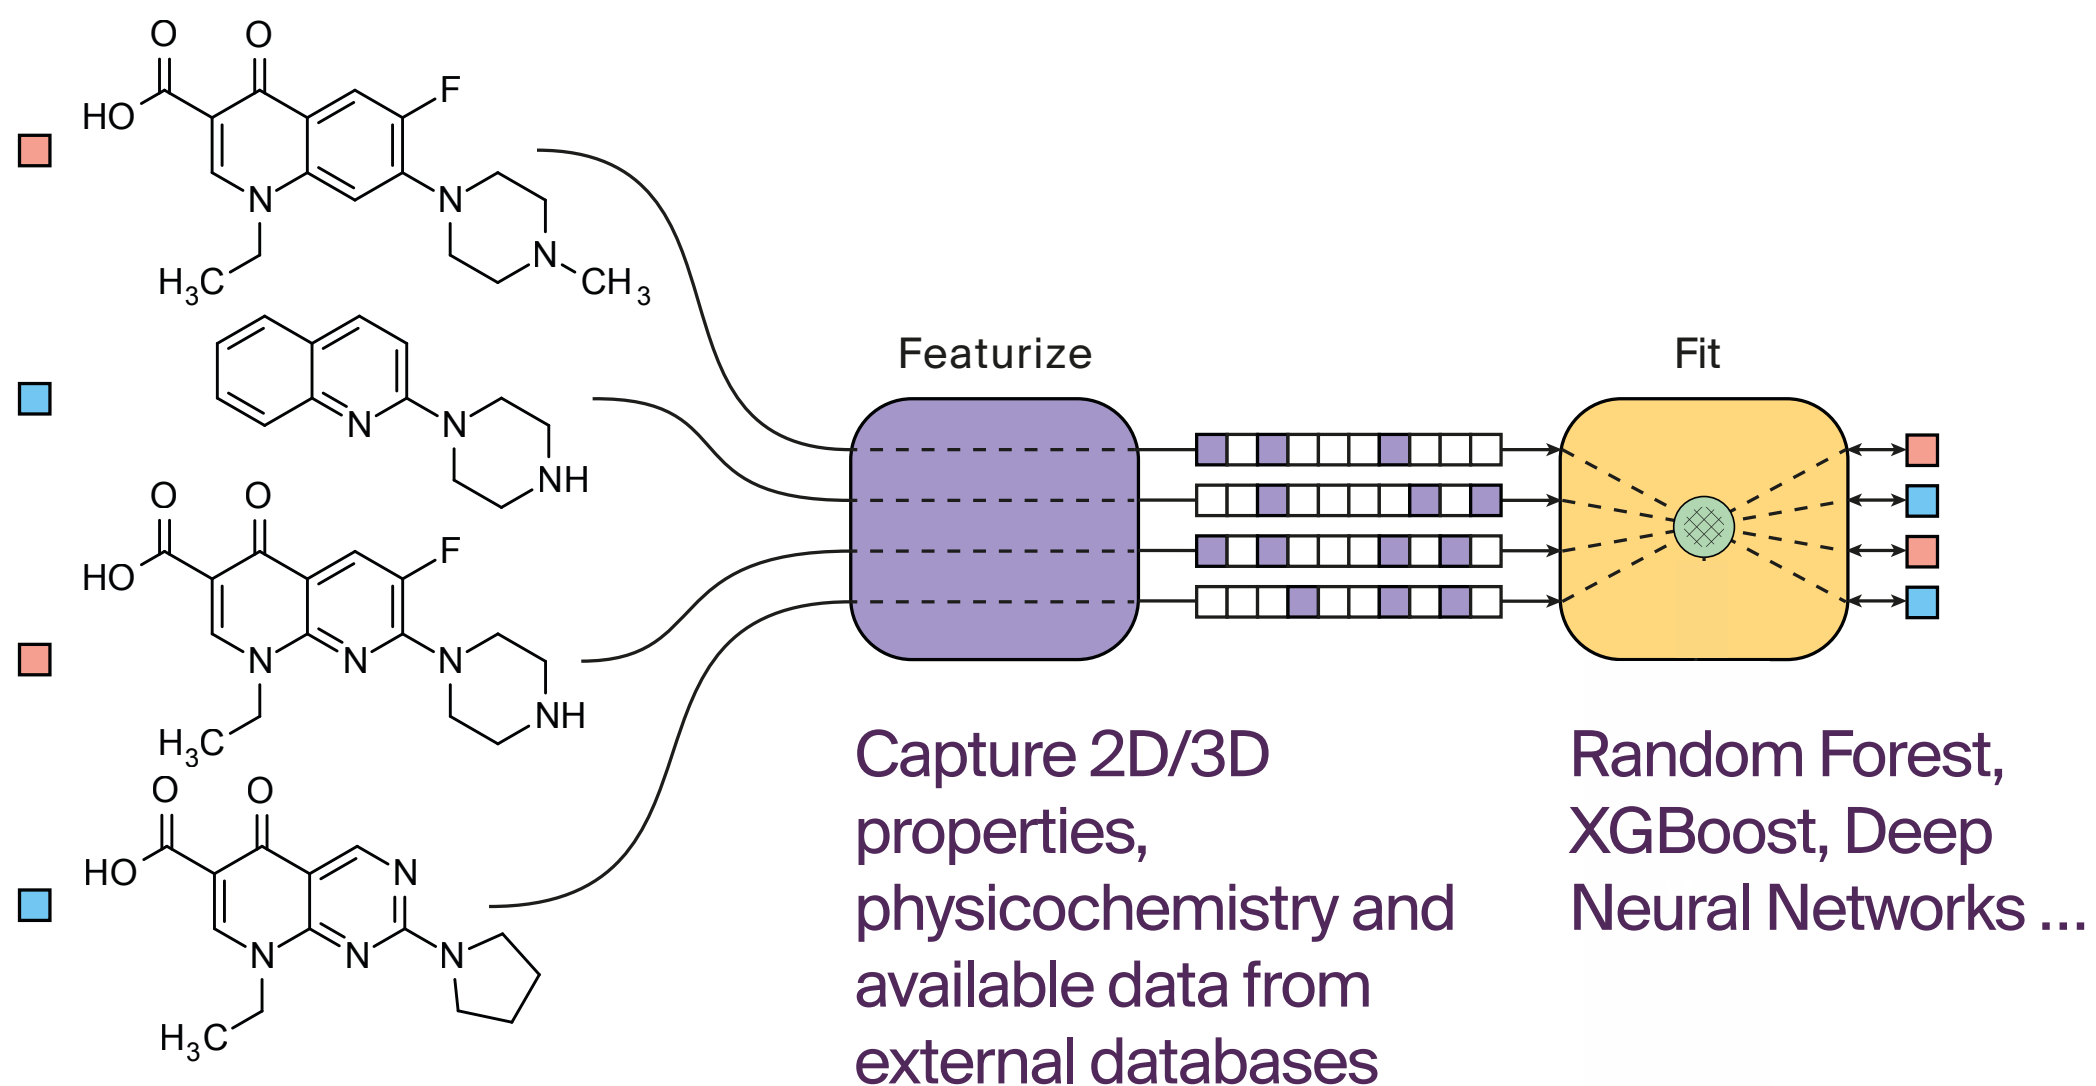 O O
F
HO
N
N
N
H3C
CH3
N
N
NH
O O
F
HO
N
N
N
NH
H3C
O O
N
HO
N
N
N
H3C
Featurize
Capture 2D/3D
properties,
physicochemistry and
available data from
external databases
Fit
Random Forest,
XGBoost, Deep
Neural Networks ...